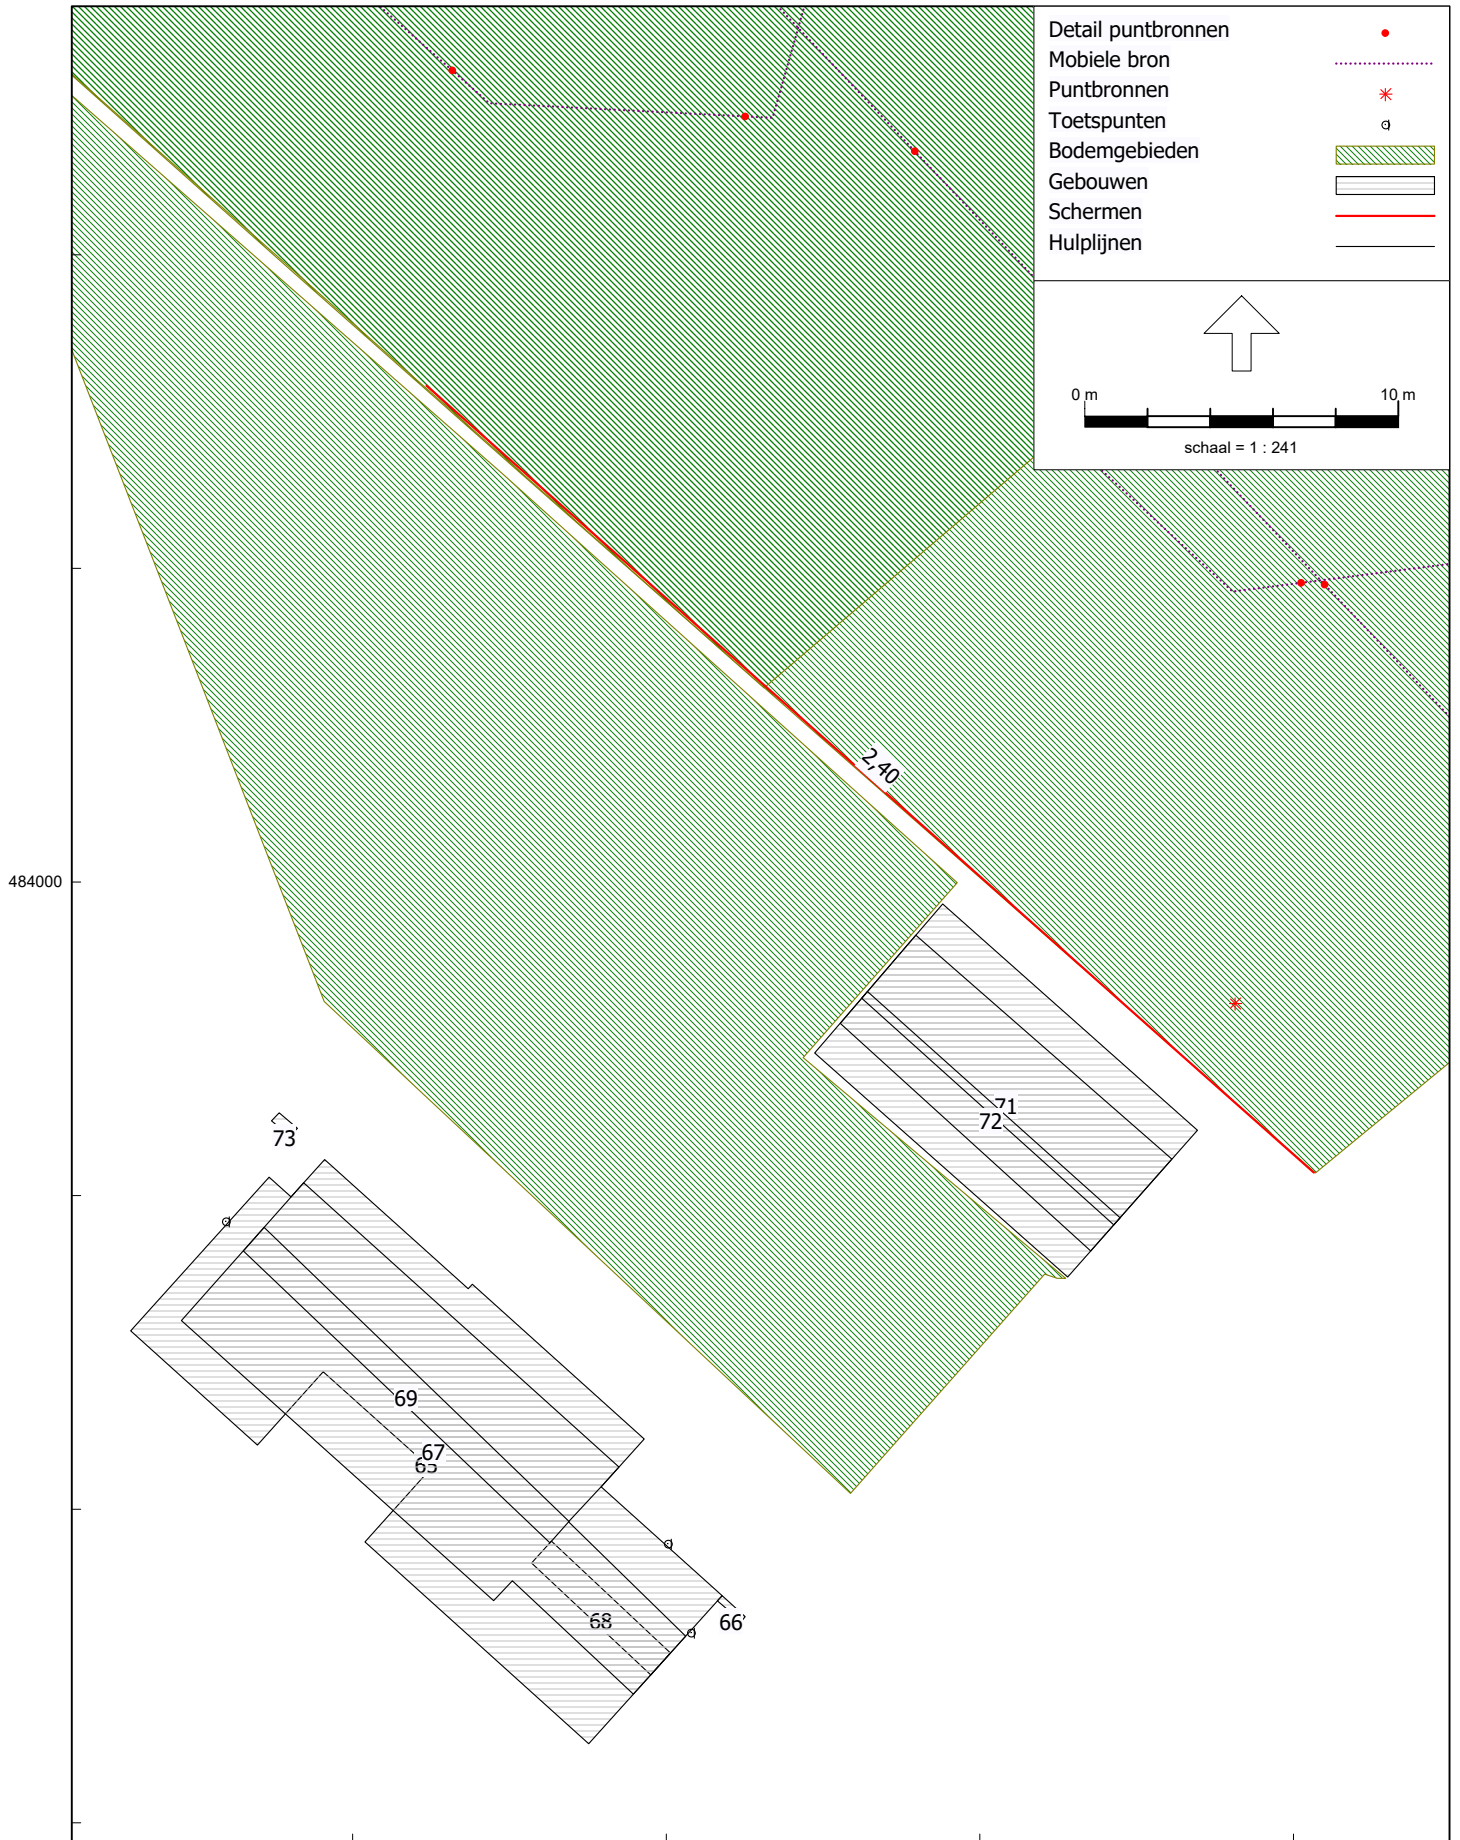 Detail puntbronnen
Mobiele bron
Puntbronnen
Toetspunten
Bodemgebieden
Gebouwen
Schermen
Hulplijnen
0 m 10 m
schaal = 1 : 241
2,40
484000
71
72
73
69
67
65
68
66